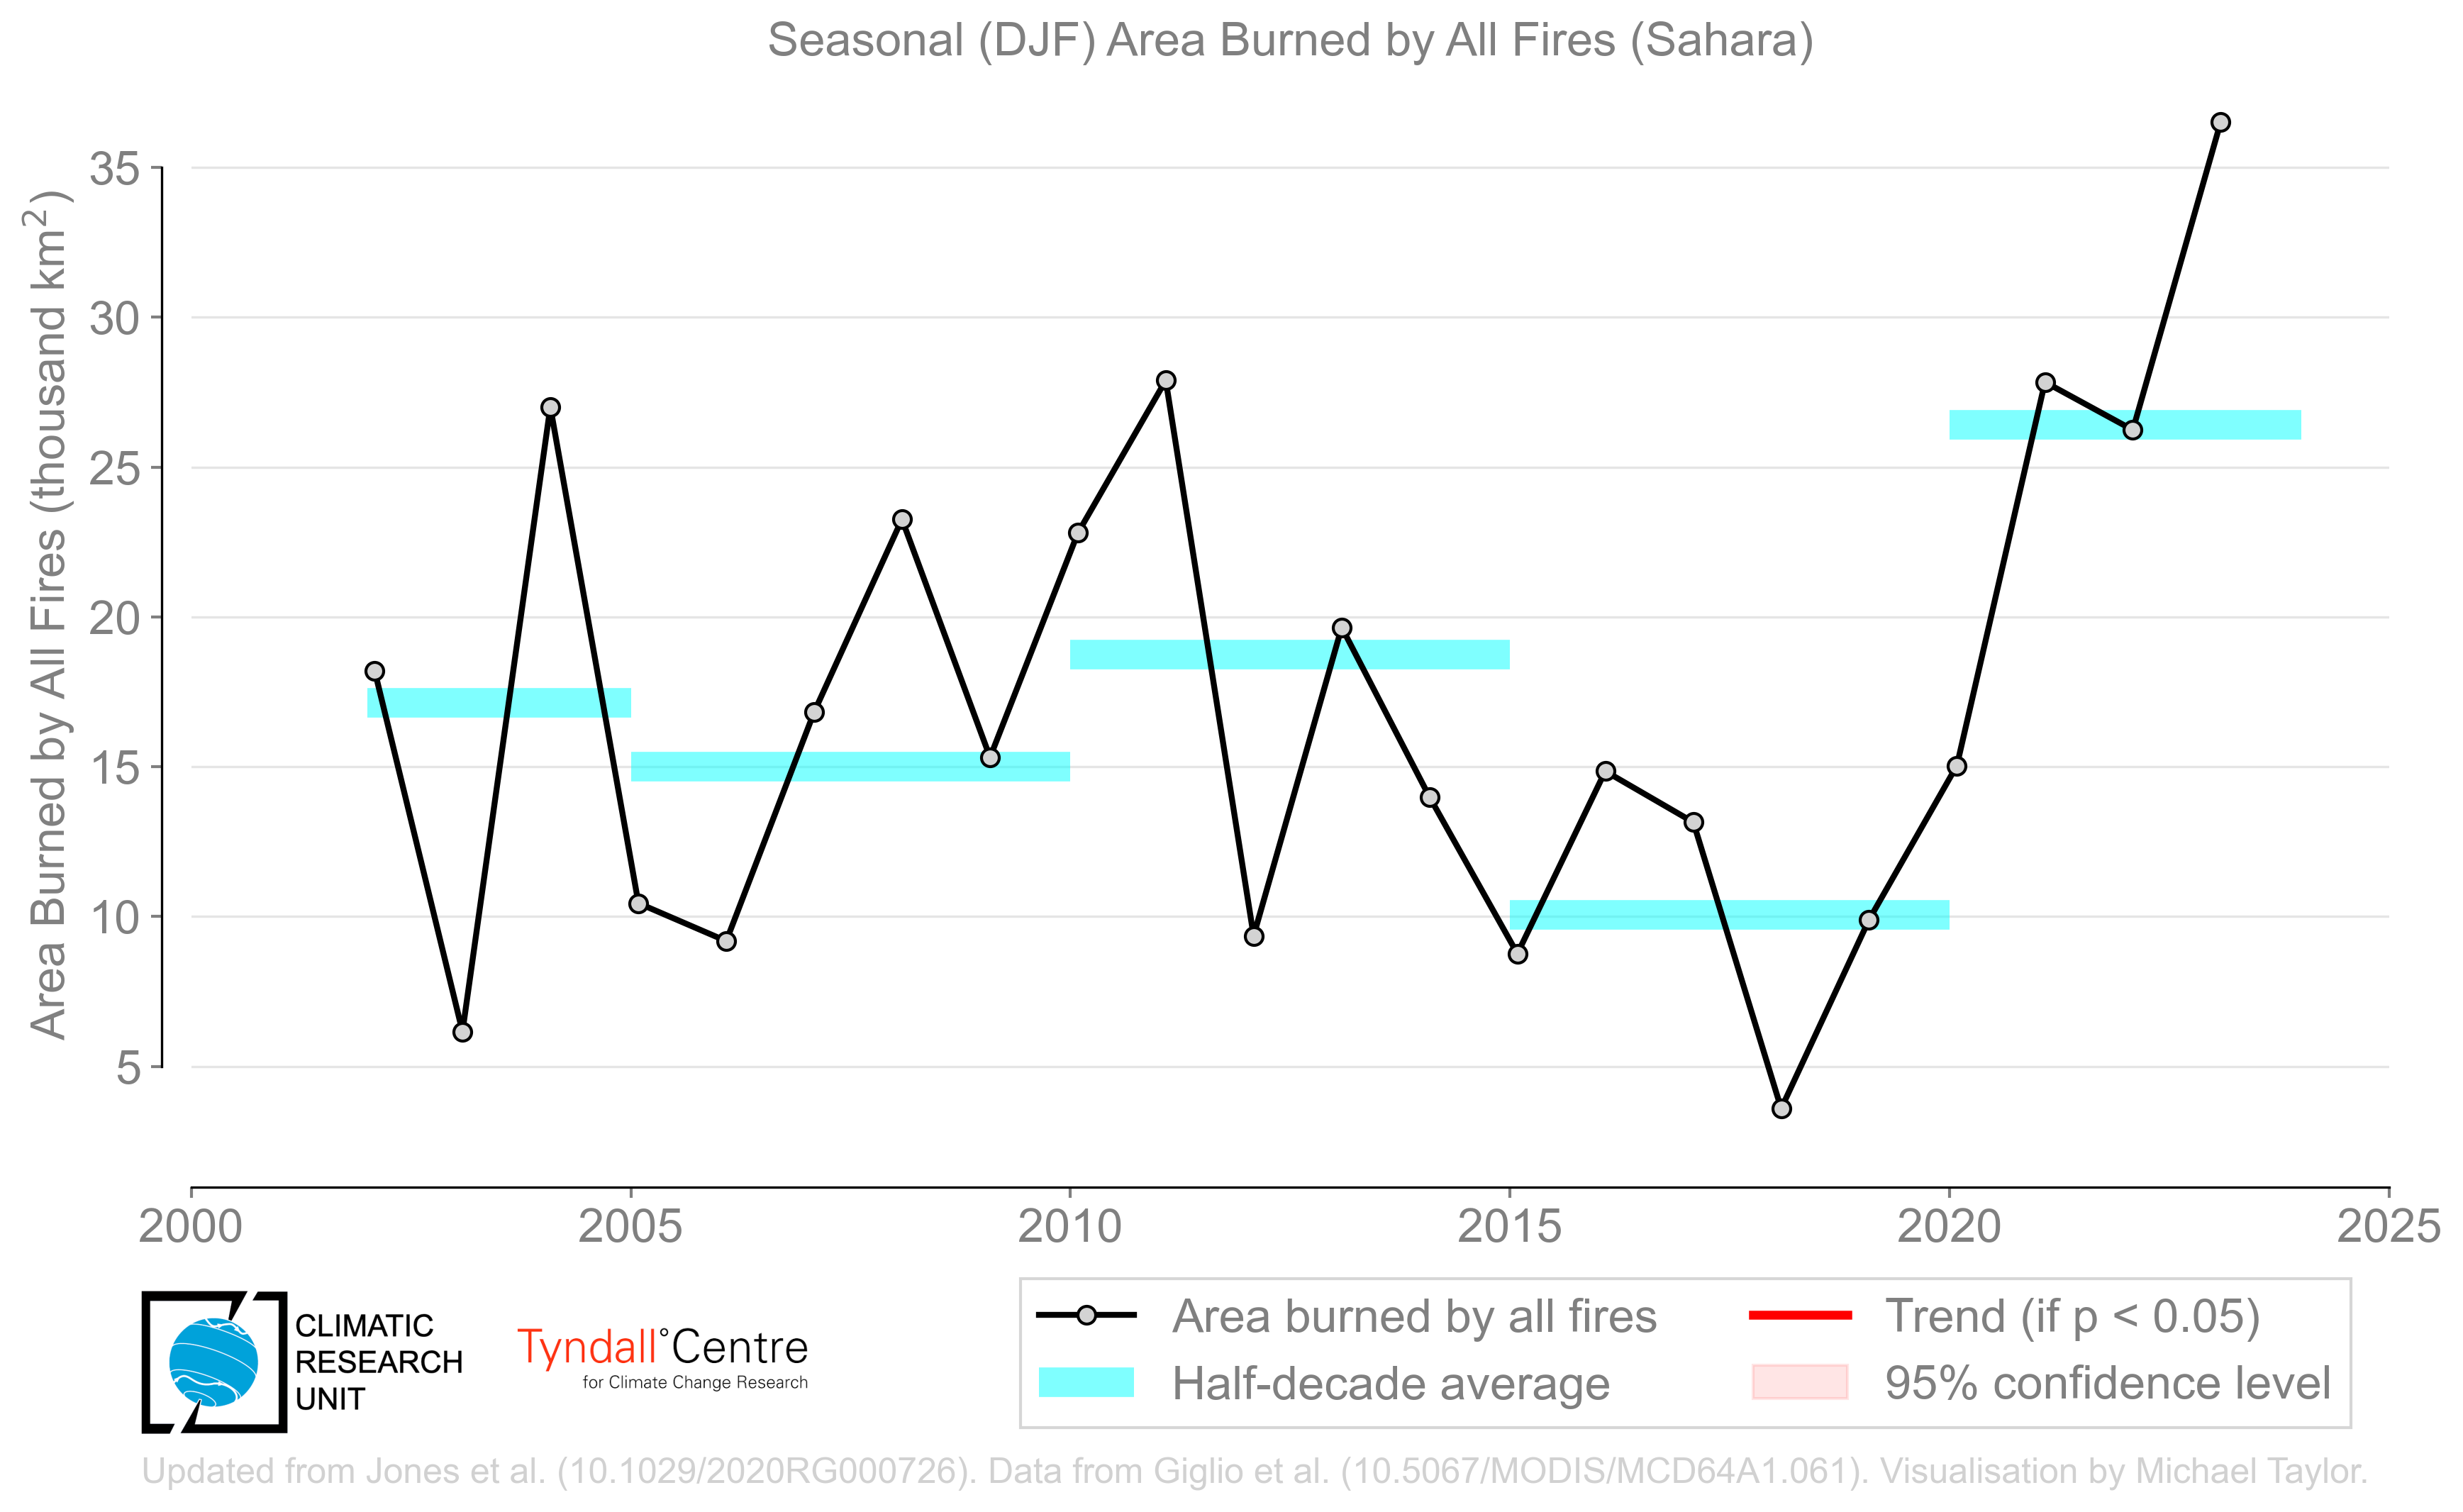 Seasonal (DJF) Area Burned by All Fires (Sahara)
Area Burned by All Fires (thousand km²)
35
30
25
20
15
10
5
2000 2005 2010 2015 2020 2025
CLIMATIC
RESEARCH
UNIT
Tyndall°Centre
for Climate Change Research
Area burned by all fires
Half-decade average
Trend (if p < 0.05)
95% confidence level
Updated from Jones et al. (10.1029/2020RG000726). Data from Giglio et al. (10.5067/MODIS/MCD64A1.061). Visualisation by Michael Taylor.